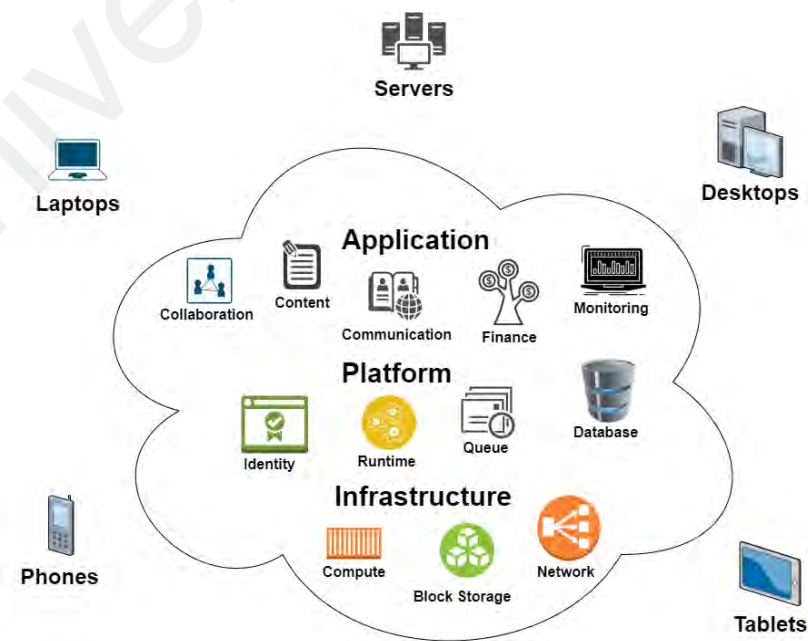 Servers
Laptops
Desktops
Application
Collaboration
Content
Communication
Finance
Monitoring
Platform
Identity
Runtime
Queue
Database
Infrastructure
Compute
Block Storage
Network
Phones
Tablets